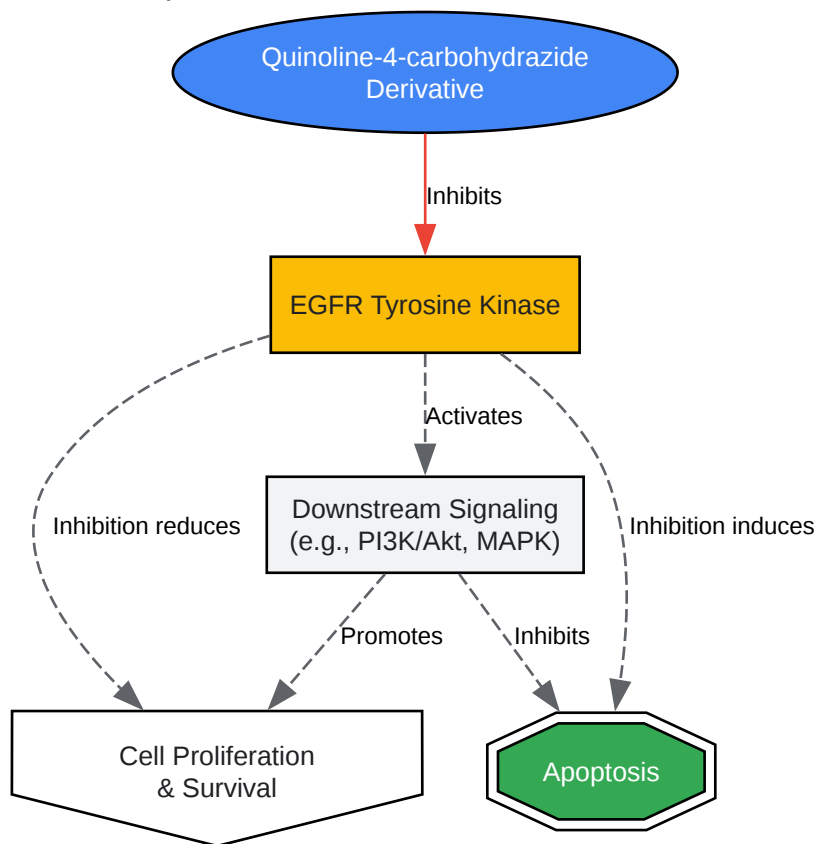 Quinoline-4-carbohydrazide
Derivative
Inhibits
EGFR Tyrosine Kinase
Activates
Downstream Signaling
(e.g., PI3K/Akt, MAPK)
Inhibition reduces
Inhibition induces
Promotes
Inhibits
Cell Proliferation
& Survival
Apoptosis